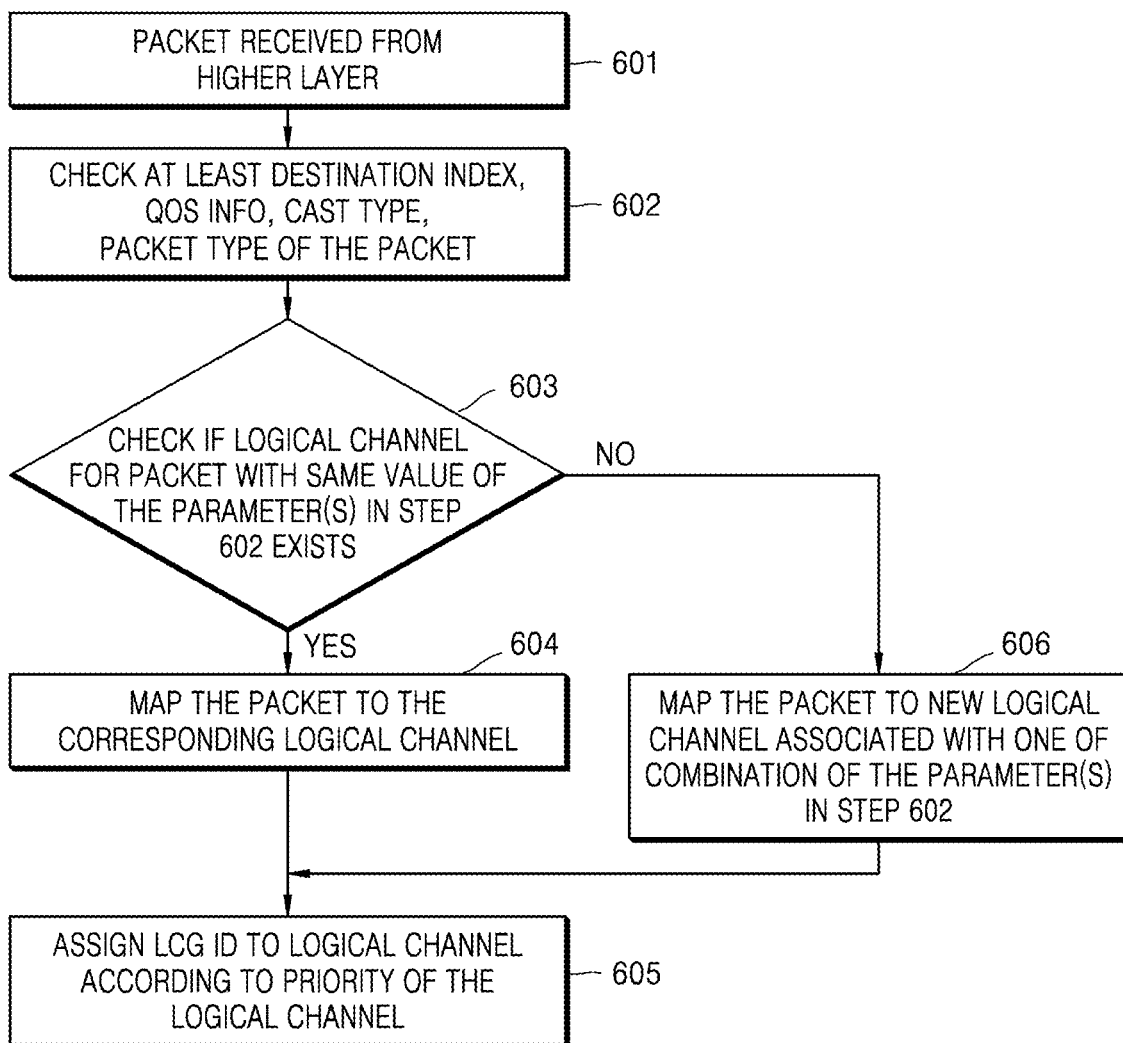 PACKET RECEIVED FROM
HIGHER LAYER
601
CHECK AT LEAST DESTINATION INDEX,
QOS INFO, CAST TYPE,
PACKET TYPE OF THE PACKET
602
603
CHECK IF LOGICAL CHANNEL
FOR PACKET WITH SAME VALUE OF
THE PARAMETER(S) IN STEP
602 EXISTS
NO
YES
604
MAP THE PACKET TO THE
CORRESPONDING LOGICAL CHANNEL
606
MAP THE PACKET TO NEW LOGICAL
CHANNEL ASSOCIATED WITH ONE OF
COMBINATION OF THE PARAMETER(S)
IN STEP 602
ASSIGN LCG ID TO LOGICAL CHANNEL
ACCORDING TO PRIORITY OF THE
LOGICAL CHANNEL
605